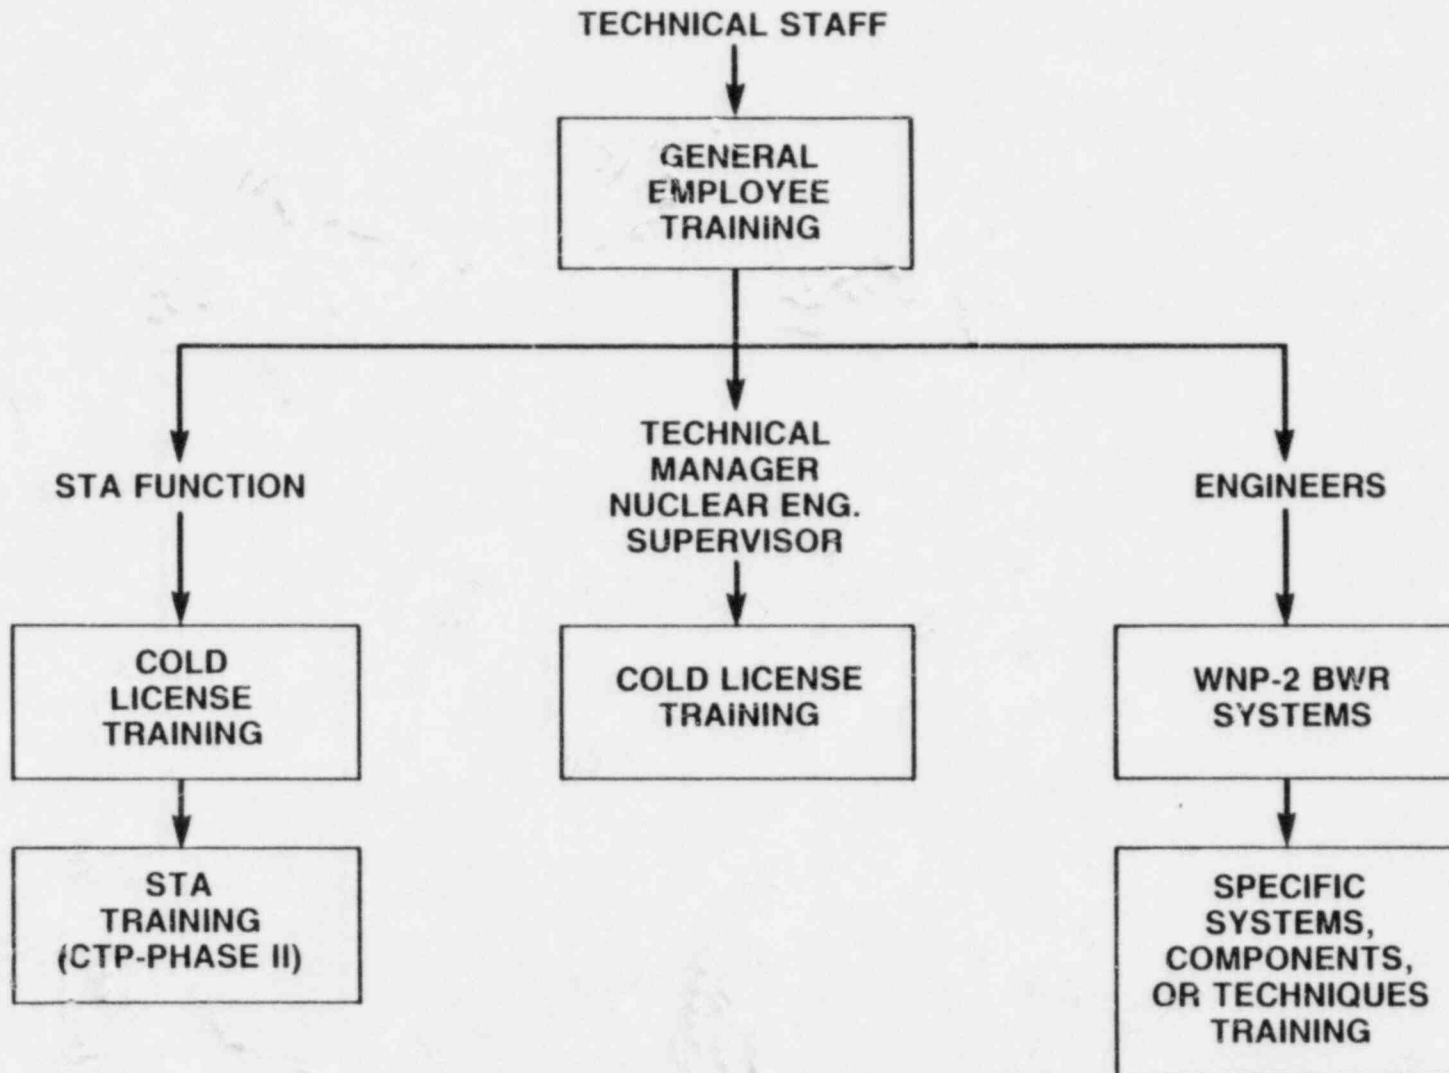 TECHNICAL STAFF
GENERAL
EMPLOYEE
TRAINING
STA FUNCTION
TECHNICAL
MANAGER
NUCLEAR ENG.
SUPERVISOR
ENGINEERS
COLD
LICENSE
TRAINING
COLD LICENSE
TRAINING
WNP-2 BWR
SYSTEMS
STA
TRAINING
(CTP-PHASE II)
SPECIFIC
SYSTEMS,
COMPONENTS,
OR TECHNIQUES
TRAINING